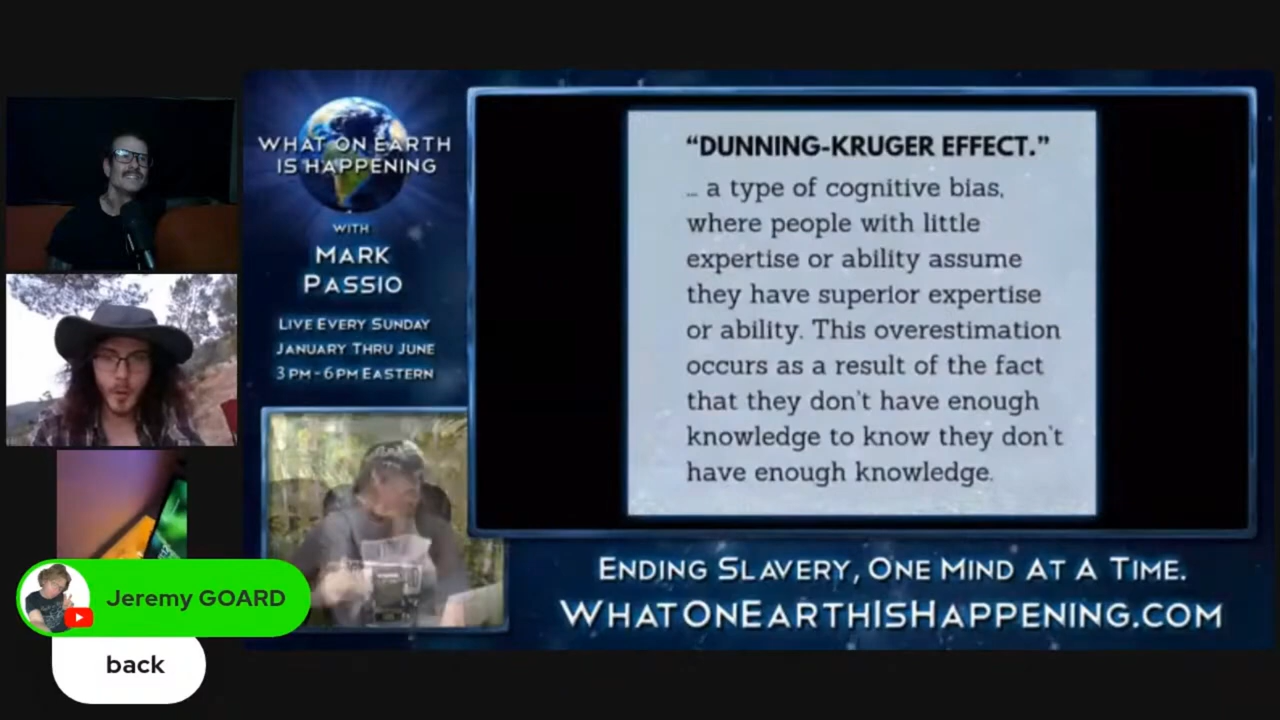 WHAT ON EARTH
IS HAPPENING
WITH
MARK
PASSIO
LIVE EVERY SUNDAY
JANUARY THRU JUNE
3 PM - 6 PM EASTERN
“DUNNING-KRUGER EFFECT.”
... a type of cognitive bias,
where people with little
expertise or ability assume
they have superior expertise
or ability. This overestimation
occurs as a result of the fact
that they don't have enough
knowledge to know they don't
have enough knowledge.
ENDING SLAVERY, ONE MIND AT A TIME.
WHATONEARTHISHAPPENING.COM
Jeremy GOARD
back